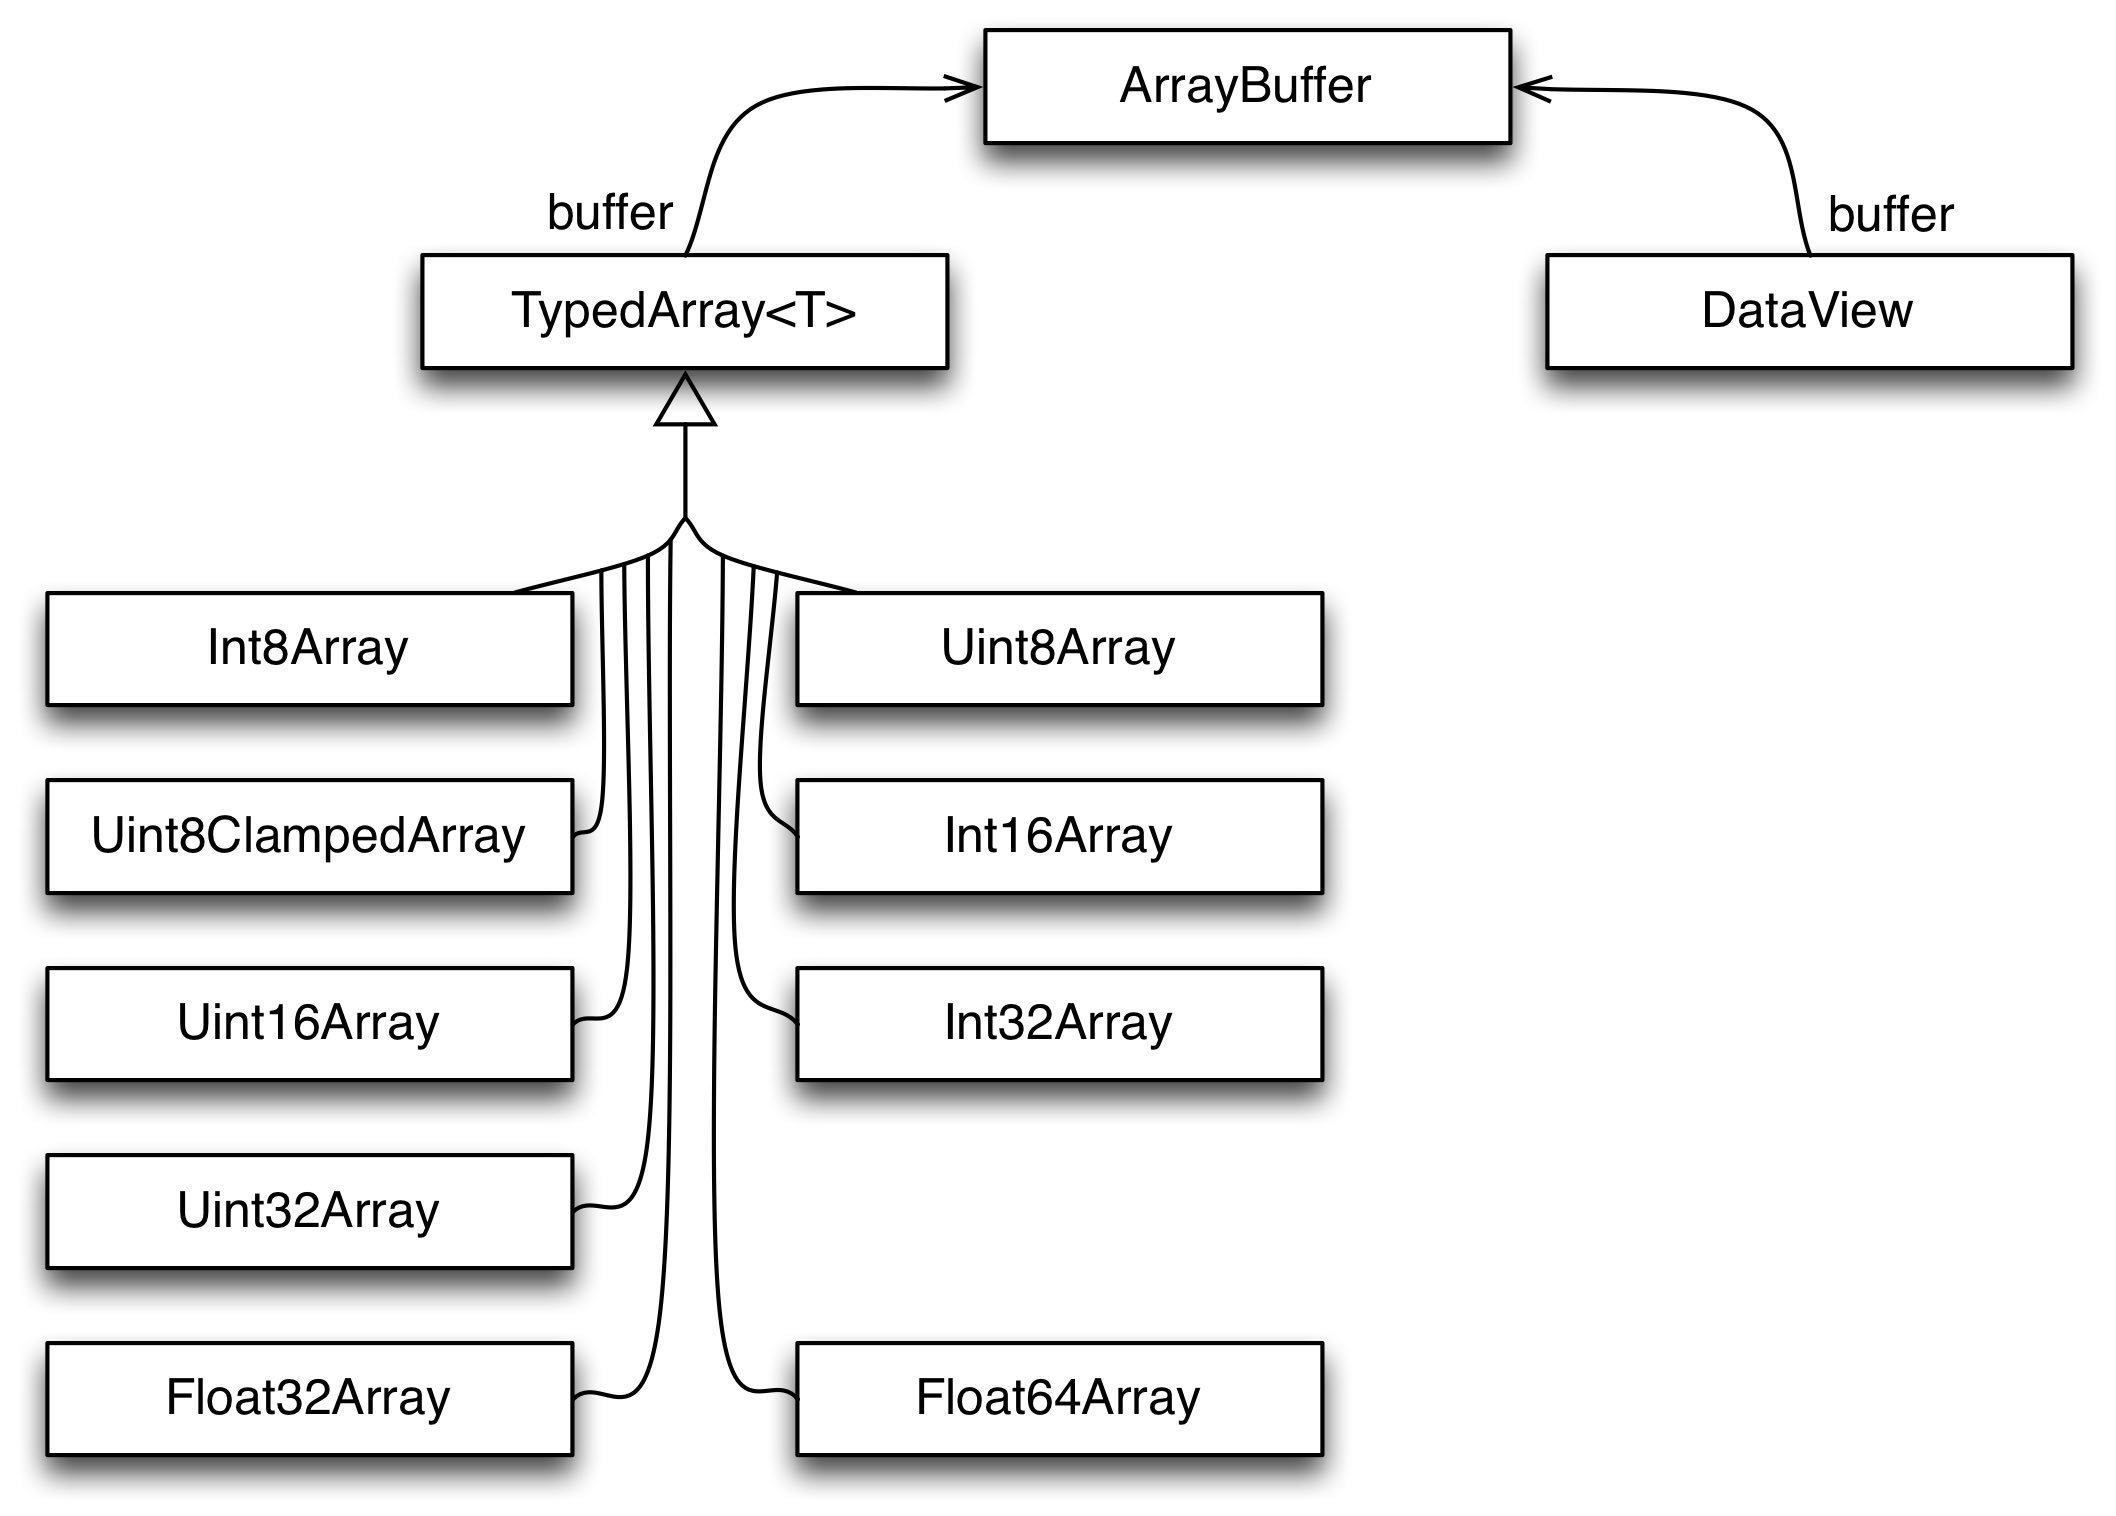 ArrayBuffer
buffer
buffer
TypedArray<T>
DataView
Int8Array
Uint8Array
Uint8ClampedArray
Int16Array
Uint16Array
Int32Array
Uint32Array
Float32Array
Float64Array